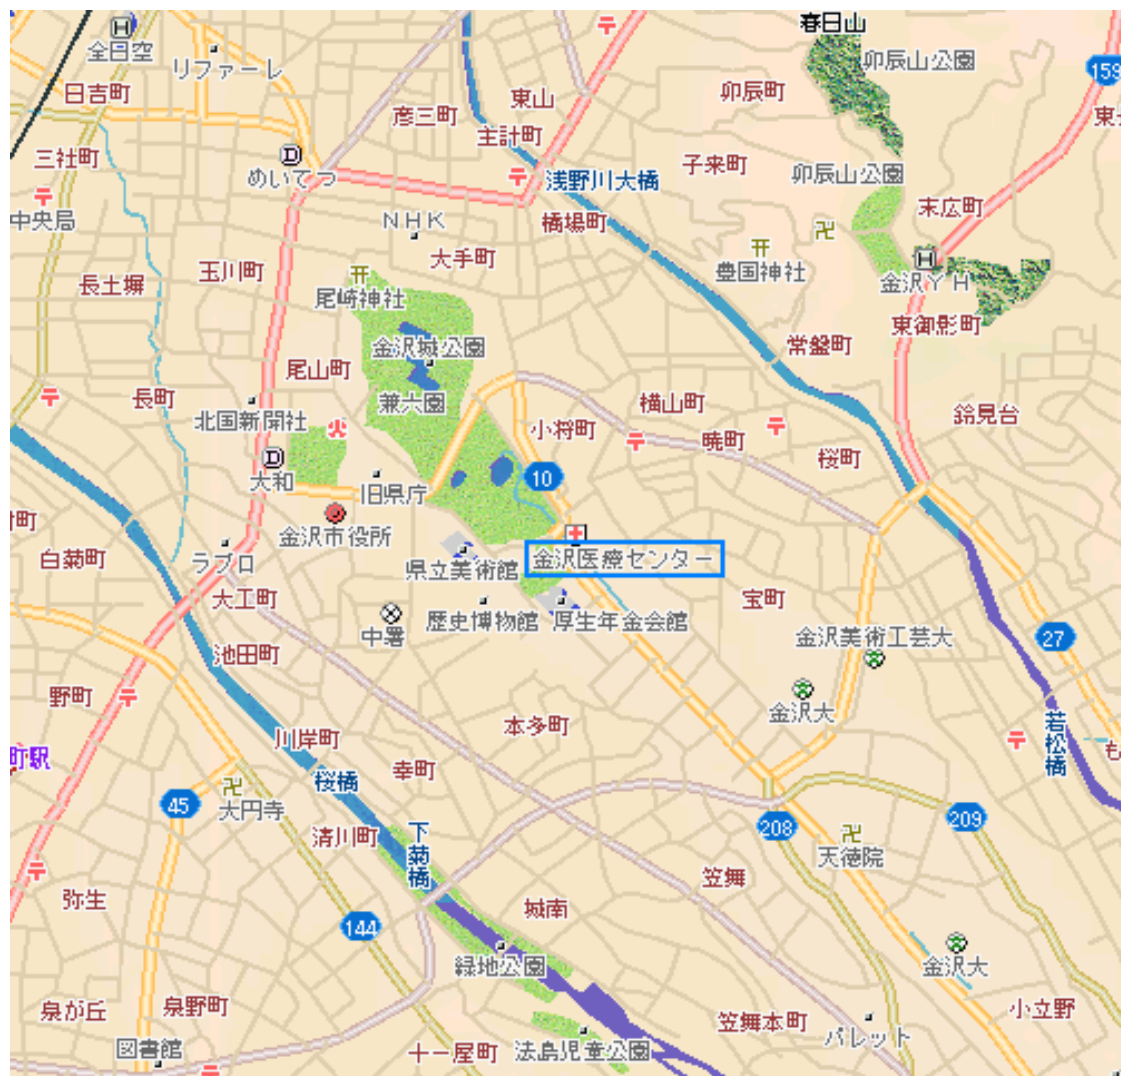 春日山
全日空
リファーレ
卯辰山公園
159
日吉町
彦三町
東山
卯辰町
主計町
三社町
めいてつ
浅野川大橋
子来町
卯辰山公園
末広町
中央局
NHK
橋場町
大手町
玉川町
豊国神社
長土塀
尾崎神社
金沢YH
東御影町
金沢城公園
常盤町
尾山町
長町
兼六園
横山町
北国新聞社
小将町
暁町
鈴見台
桜町
大和
旧県庁
10
金沢市役所
白菊町
ラブロ
県立美術館
金沢医療センター
大工町
中署
歴史博物館
厚生年金会館
宝町
金沢美術工芸大
27
池田町
野町
金沢大
本多町
川岸町
若松橋
町駅
桜橋
幸町
も
45
大円寺
清川町
下菊橋
208
209
天徳院
笠舞
弥生
144
城南
緑地公園
金沢大
泉が丘
泉野町
笠舞本町
パレット
小立野
図書館
十一屋町
法島児童公園